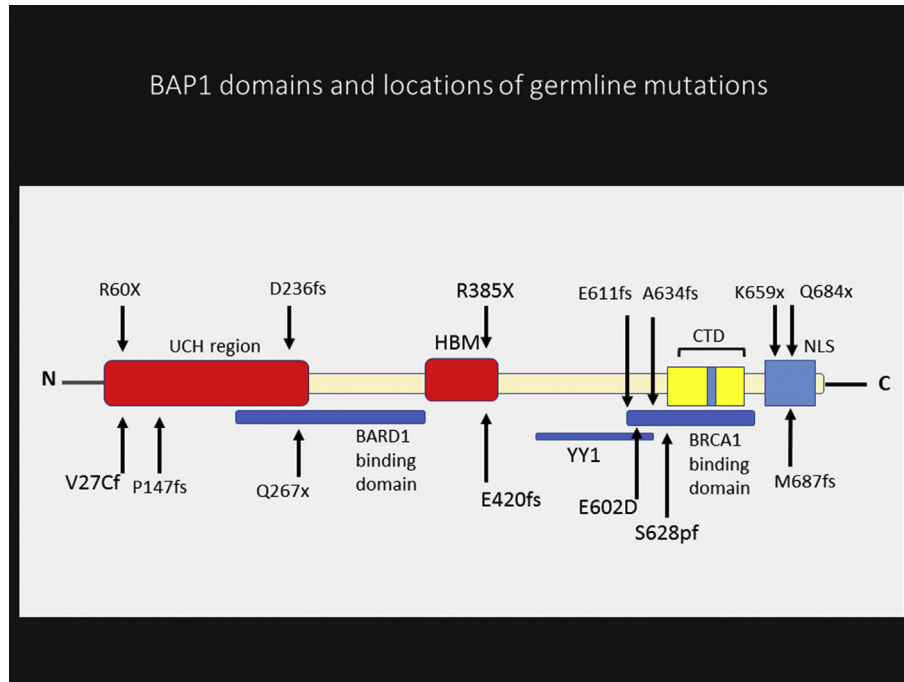 BAP1 domains and locations of germline mutations
R60X
D236fs
R385X
E611fs
A634fs
K659x
Q684x
UCH region
HBM
CTD
NLS
N
C
BARD1
binding
domain
YY1
BRCA1
binding
domain
V27Cf
P147fs
Q267x
E420fs
E602D
S628pf
M687fs